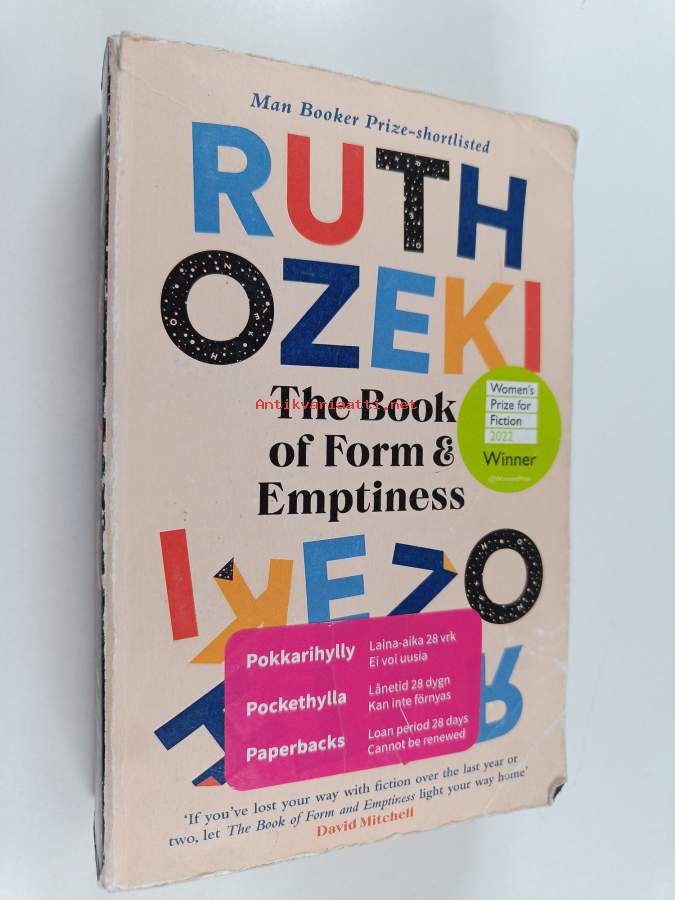 Man Booker Prize-shortlisted
RUTH
OZEKI
The Book
Antikvariaatti.net
of Form &
Emptiness
Women's
Prize for
Fiction
2022
Winner
OZEKI
R
Pokkarihylly
Laina-aika 28 vrk
Ei voi uusia
Pockethylla
Lånetid 28 dygn
Kan inte förnyas
Paperbacks
Loan period 28 days
Cannot be renewed
'If you've lost your way with fiction over the last year or
two, let The Book of Form and Emptiness light your way home'
David Mitchell